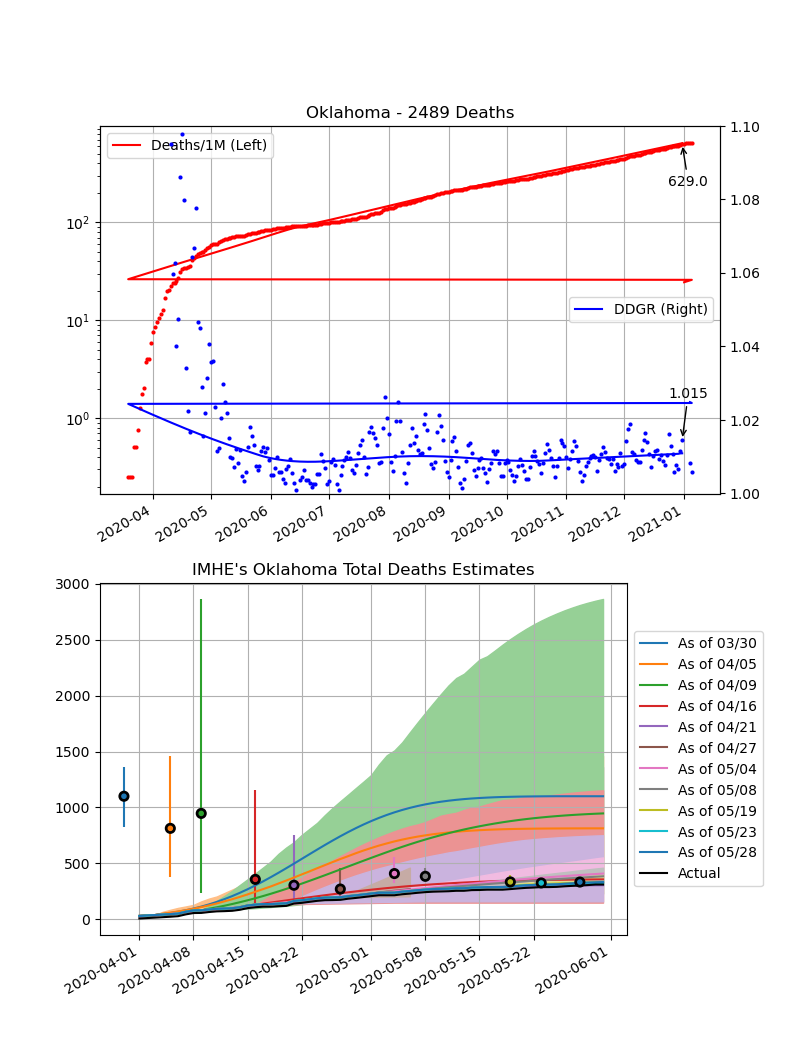 Oklahoma - 2489 Deaths
Deaths/1M (Left)
DDGR (Right)
629.0
1.015
10²
10¹
10⁰
1.10
1.08
1.06
1.04
1.02
1.00
2020-04
2020-05
2020-06
2020-07
2020-08
2020-09
2020-10
2020-11
2020-12
2021-01
IMHE's Oklahoma Total Deaths Estimates
3000
2500
2000
1500
1000
500
0
2020-04-01
2020-04-08
2020-04-15
2020-04-22
2020-05-01
2020-05-08
2020-05-15
2020-05-22
2020-06-01
As of 03/30
As of 04/05
As of 04/09
As of 04/16
As of 04/21
As of 04/27
As of 05/04
As of 05/08
As of 05/19
As of 05/23
As of 05/28
Actual